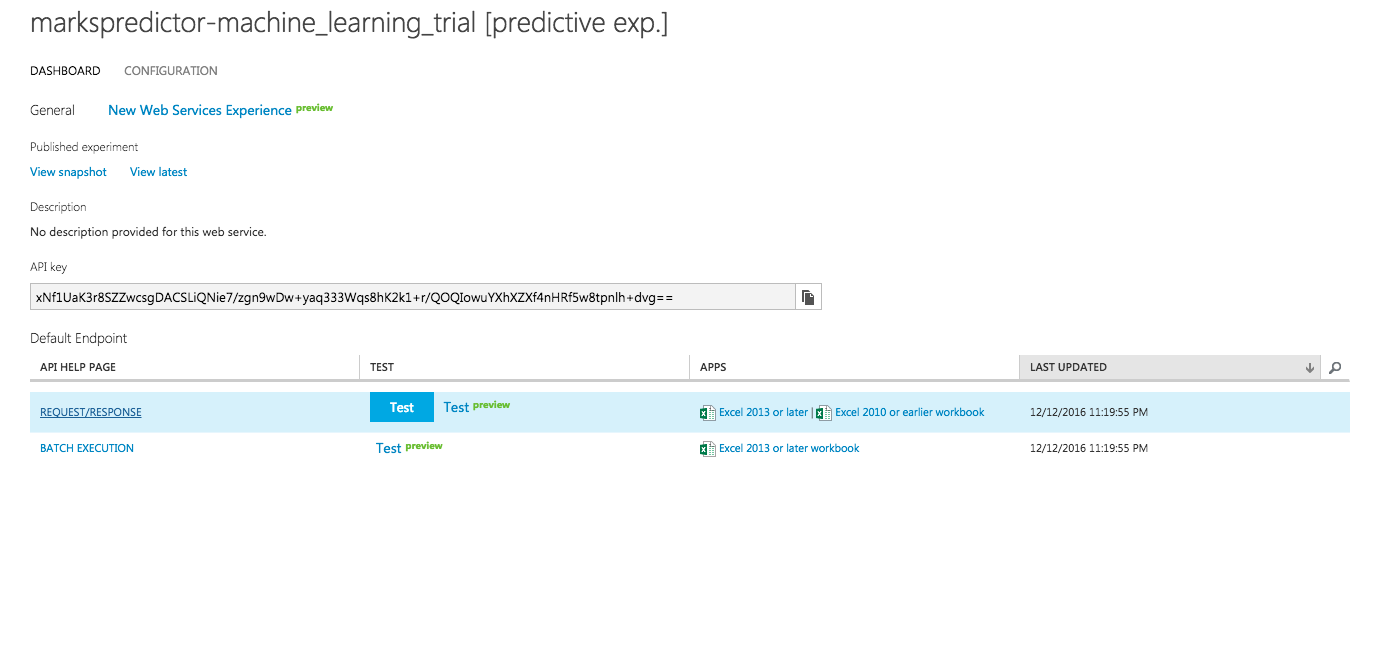 markspredictor-machine_learning_trial [predictive exp.]
DASHBOARD CONFIGURATION
General New Web Services Experience preview
Published experiment
View snapshot View latest
Description
No description provided for this web service.
API key
xNf1UaK3r8SZZwcsgDACSLiQNie7/zgn9wDw+yaq333Wqs8hK2k1+r/QOQIowuYXhXZXf4nHRf5w8tpnlh+dvg==
Default Endpoint
API HELP PAGE TEST APPS LAST UPDATED
REQUEST/RESPONSE Test Test preview Excel 2013 or later | Excel 2010 or earlier workbook 12/12/2016 11:19:55 PM
BATCH EXECUTION Test preview Excel 2013 or later workbook 12/12/2016 11:19:55 PM